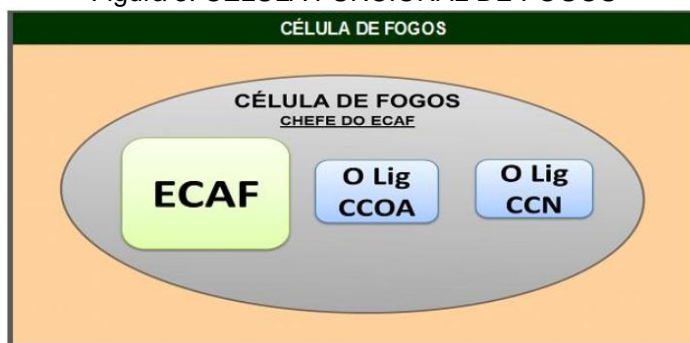 CÉLULA DE FOGOS
CÉLULA DE FOGOS
CHEFE DO ECAF
ECAF
O Lig
CCOA
O Lig
CCN